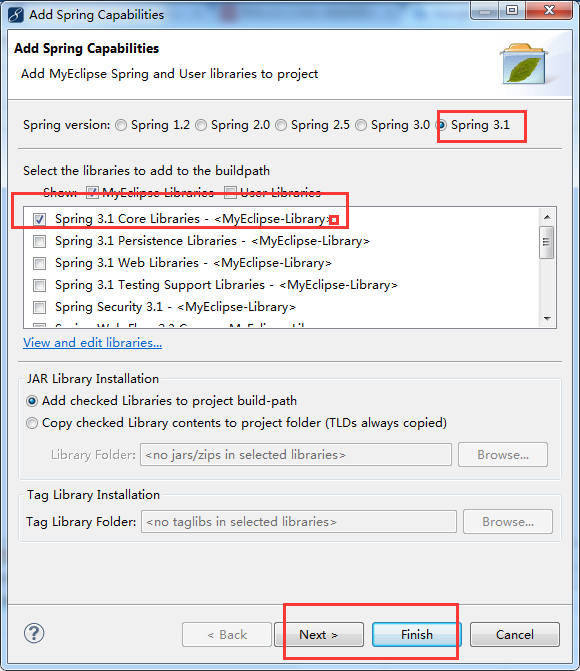 Add Spring Capabilities
Add Spring Capabilities
Add MyEclipse Spring and User libraries to project
Spring version: Spring 1.2 Spring 2.0 Spring 2.5 Spring 3.0 Spring 3.1
Select the libraries to add to the buildpath
Show: MyEclipse Libraries User Libraries
Spring 3.1 Core Libraries - <MyEclipse-Library>
Spring 3.1 Persistence Libraries - <MyEclipse-Library>
Spring 3.1 Web Libraries - <MyEclipse-Library>
Spring 3.1 Testing Support Libraries - <MyEclipse-Library>
Spring Security 3.1 - <MyEclipse-Library>
Spring Web Flow
View and edit libraries...
JAR Library Installation
Add checked Libraries to project build-path
Copy checked Library contents to project folder (TLDs always copied)
Library Folder: <no jars/zips in selected libraries> Browse...
Tag Library Installation
Tag Library Folder: <no taglibs in selected libraries> Browse...
? < Back Next > Finish Cancel